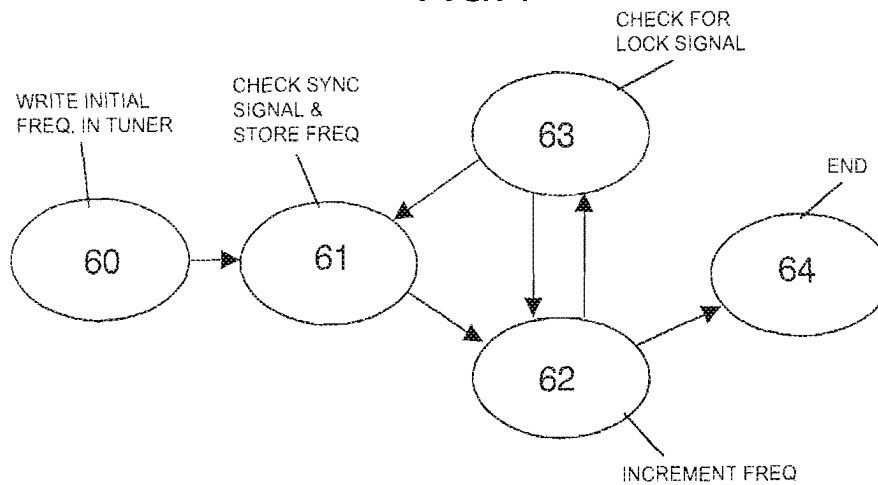 CHECK FOR
LOCK SIGNAL
CHECK SYNC
SIGNAL &
STORE FREQ
WRITE INITIAL
FREQ. IN TUNER
63
END
60
61
64
62
INCREMENT FREQ